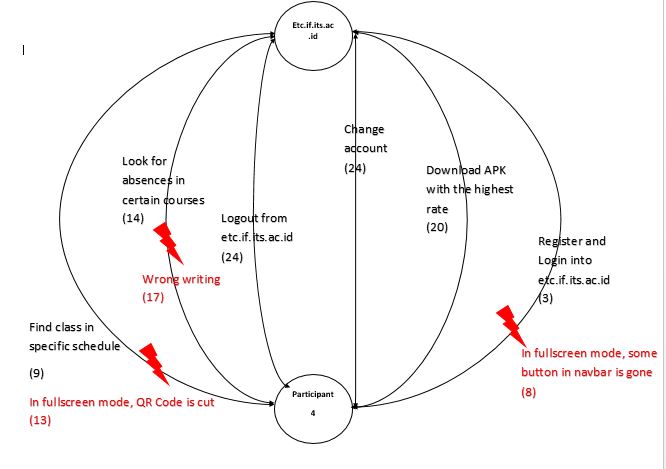 Etc.if.its.ac
.id
Change
account
(24)
Look for
absences in
certain courses
(14)
Download APK
with the highest
rate
(20)
Logout from
etc.if.its.ac.id
(24)
Register and
Login into
etc.if.its.ac.id
(3)
Wrong writing
(17)
Find class in
specific schedule
(9)
In fullscreen mode, some
button in navbar is gone
(8)
In fullscreen mode, QR Code is cut
(13)
Participant
4